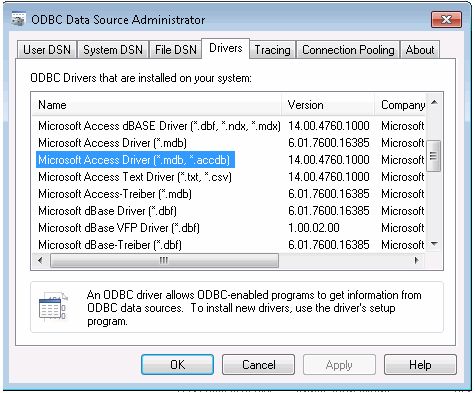 ODBC Data Source Administrator
User DSN System DSN File DSN Drivers Tracing Connection Pooling About
ODBC Drivers that are installed on your system:
Name Version Company
Microsoft Access dBASE Driver (*.dbf, *.ndx, *.mdx) 14.00.4760.1000 Microsoft
Microsoft Access Driver (*.mdb) 6.01.7600.16385 Microsoft
Microsoft Access Driver (*.mdb, *.accdb) 14.00.4760.1000 Microsoft
Microsoft Access Text Driver (*.txt, *.csv) 14.00.4760.1000 Microsoft
Microsoft Access-Treiber (*.mdb) 6.01.7600.16385 Microsoft
Microsoft dBase Driver (*.dbf) 6.01.7600.16385 Microsoft
Microsoft dBase VFP Driver (*.dbf) 1.00.02.00 Microsoft
Microsoft dBase-Treiber (*.dbf) 6.01.7600.16385 Microsoft
An ODBC driver allows ODBC-enabled programs to get information from
ODBC data sources. To install new drivers, use the driver's setup
program.
OK Cancel Apply Help